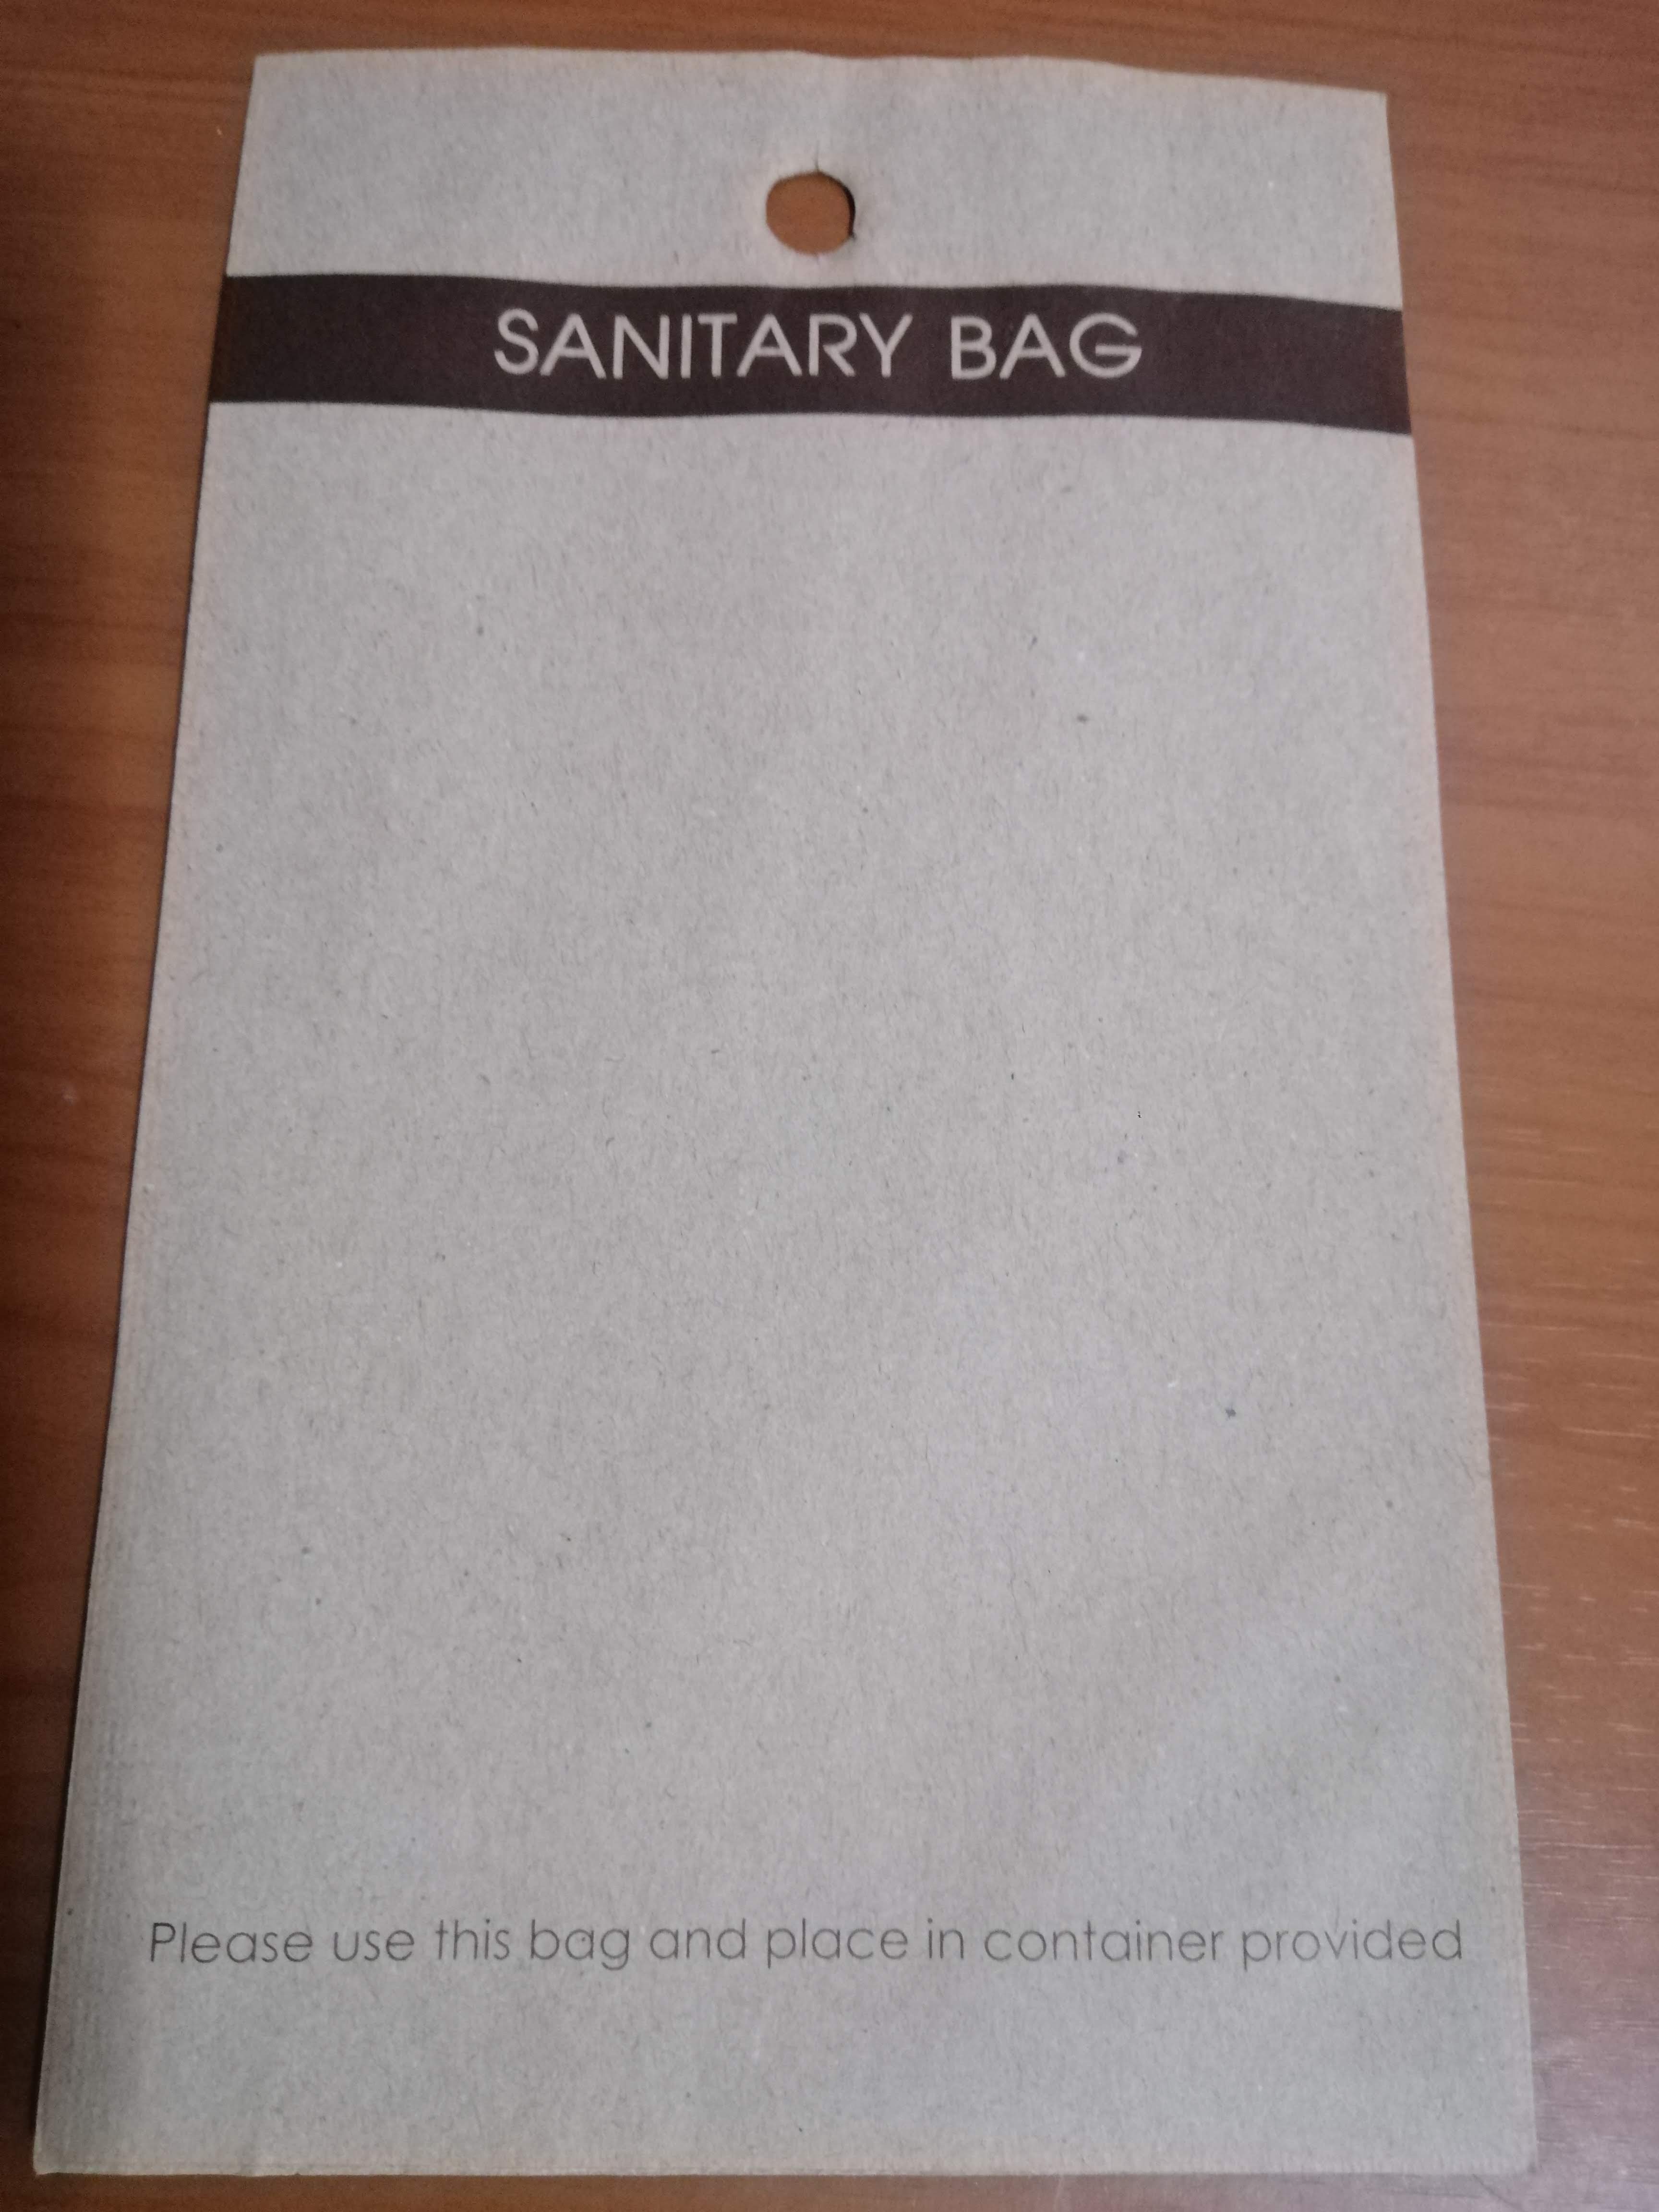 SANITARY BAG
Please use this bag and place in container provided